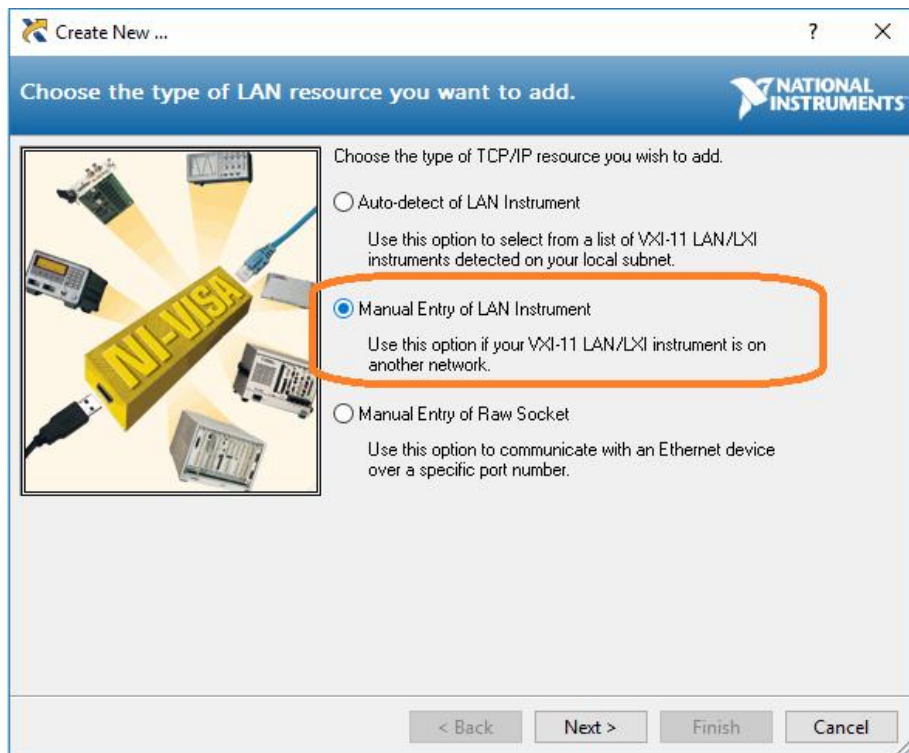 Create New ...
?
Choose the type of LAN resource you want to add.
NATIONAL
INSTRUMENTS
Choose the type of TCP/IP resource you wish to add.
Auto-detect of LAN Instrument
Use this option to select from a list of VXI-11 LAN/LXI
instruments detected on your local subnet.
NI-VISA
Manual Entry of LAN Instrument
Use this option if your VXI-11 LAN/LXI instrument is on
another network.
Manual Entry of Raw Socket
Use this option to communicate with an Ethernet device
over a specific port number.
< Back
Next >
Finish
Cancel